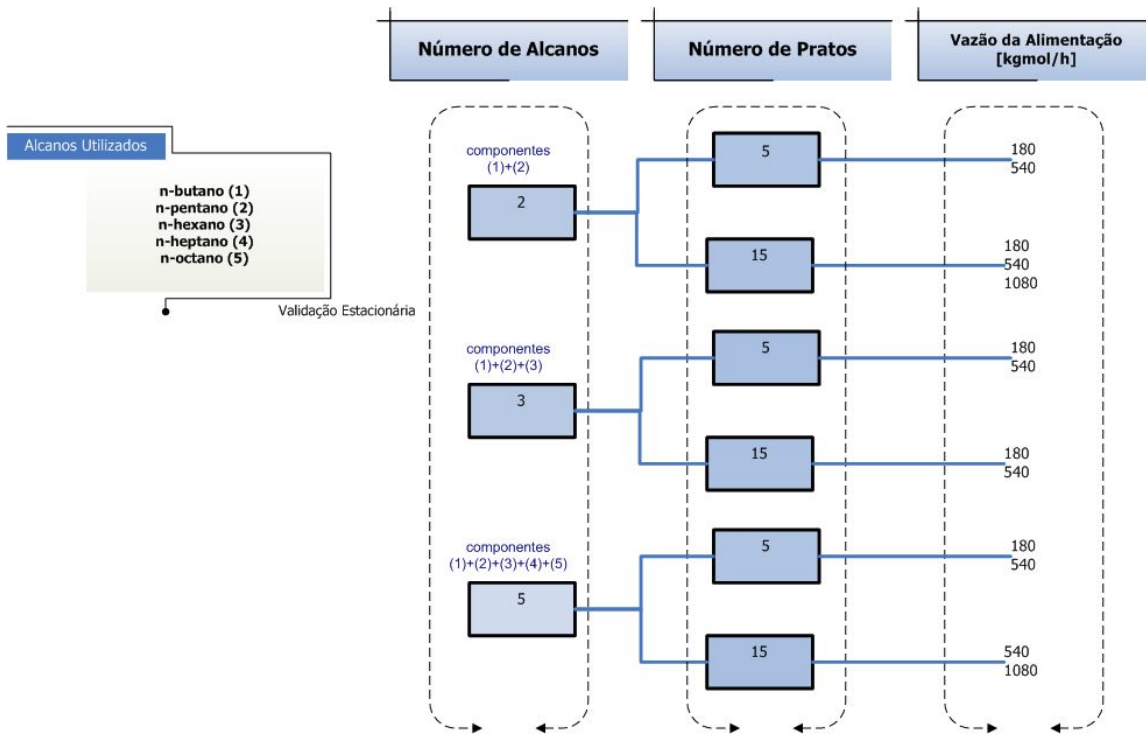 Número de Alcanos
Número de Pratos
Vazão da Alimentação
[kgmol/h]
Alcanos Utilizados
n-butano (1)
n-pentano (2)
n-hexano (3)
n-heptano (4)
n-octano (5)
Validação Estacionária
componentes
(1)+(2)
2
5
180
540
15
180
540
1080
componentes
(1)+(2)+(3)
3
5
180
540
15
180
540
componentes
(1)+(2)+(3)+(4)+(5)
5
5
180
540
15
540
1080